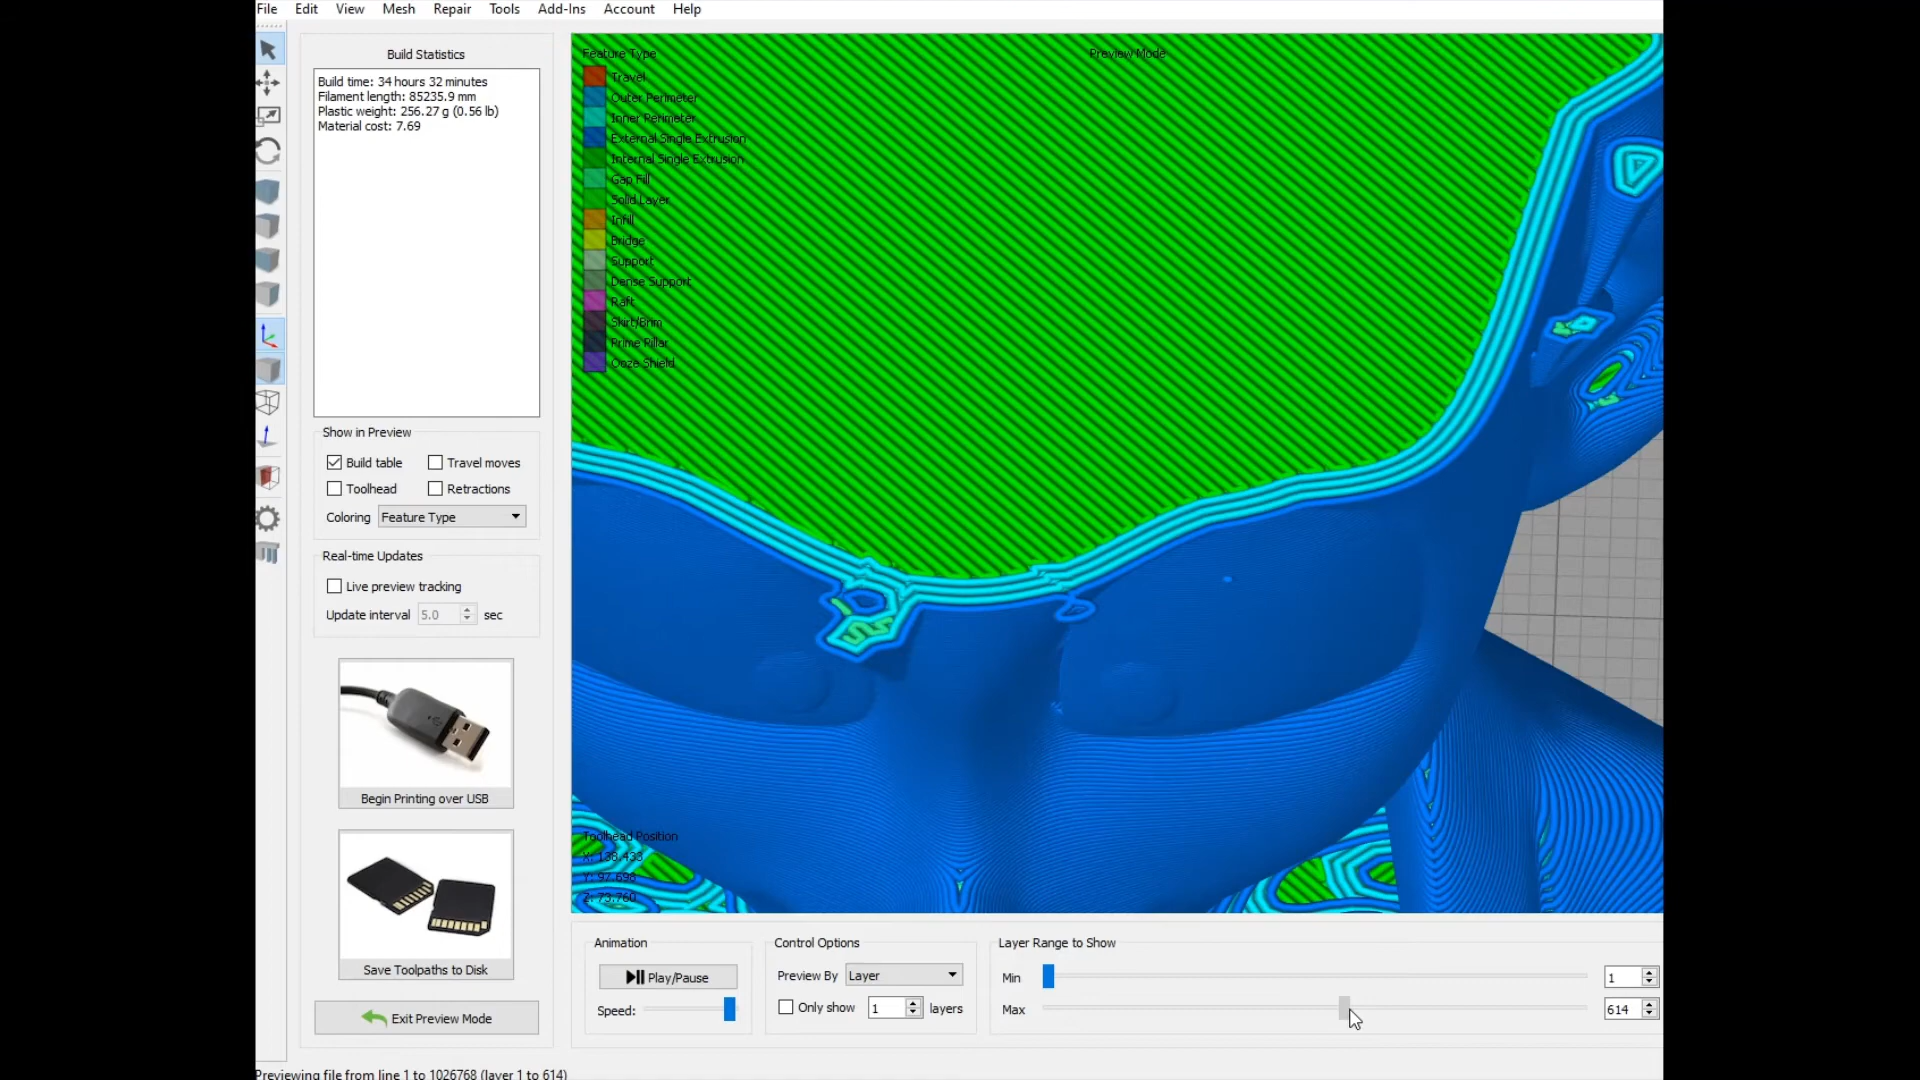 File Edit View Mesh Repair Tools Add-Ins Account Help
Build Statistics
Build time: 34 hours 32 minutes
Filament length: 85235.9 mm
Plastic weight: 256.27 g (0.56 lb)
Material cost: 7.69
Show in Preview
Build table Travel moves
Toolhead Retractions
Coloring Feature Type
Real-time Updates
Live preview tracking
Update interval 5.0 sec
Begin Printing over USB
Save Toolpaths to Disk
Exit Preview Mode
Feature Type
Travel
Outer Perimeter
Inner Perimeter
External Single Extrusion
Internal Single Extrusion
Gap Fill
Solid Layer
Infill
Bridge
Support
Dense Support
Raft
Skirt/Brim
Prime Pillar
Ooze Shield
Preview Mode
Toolhead Position
X: 138.433
Y: 97.698
Z: 73.760
Animation
Play/Pause
Speed:
Control Options
Preview By Layer
Only show 1 layers
Layer Range to Show
Min 1
Max 614
Previewing file from line 1 to 1026768 (layer 1 to 614)